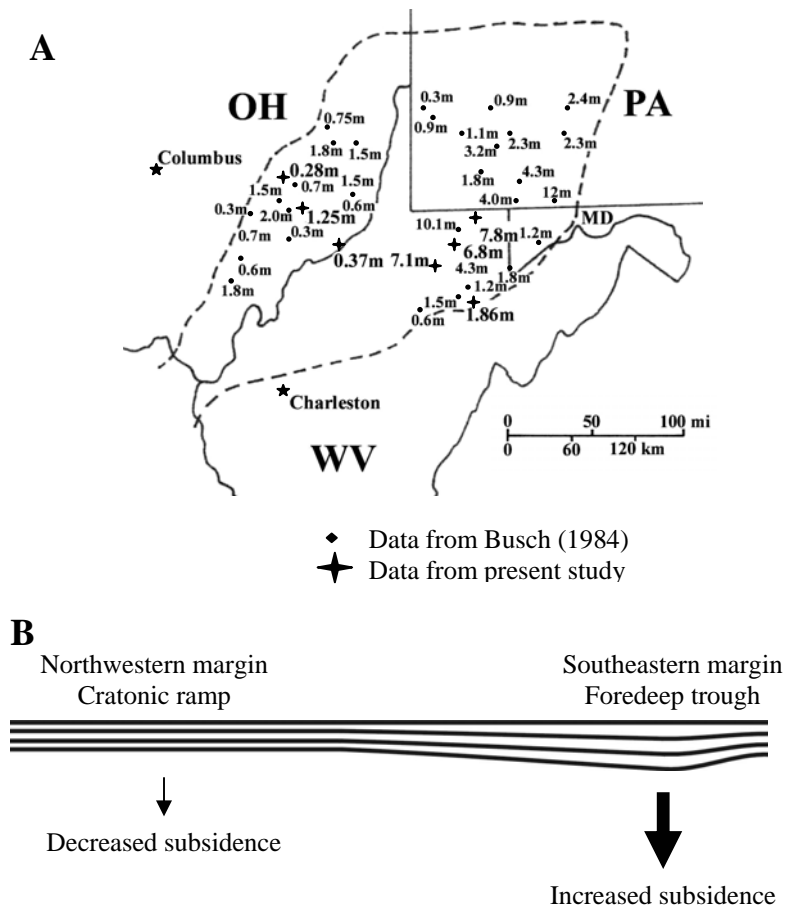 A
OH
PA
0.3m
0.9m
2.4m
0.9m
1.1m
2.3m
2.3m
3.2m
0.75m
1.8m
1.5m
Columbus
0.28m
1.8m
4.3m
1.5m
0.7m
1.5m
0.3m
2.0m
1.25m
0.6m
4.0m
12m
MD
0.7m
0.3m
10.1m
7.8m
1.2m
0.37m
7.1m
6.8m
0.6m
4.3m
1.8m
1.8m
1.2m
1.5m
0.6m
1.86m
Charleston
WV
0 50 100 mi
0 60 120 km
Data from Busch (1984)
Data from present study
B
Northwestern margin
Cratonic ramp
Southeastern margin
Foredeep trough
Decreased subsidence
Increased subsidence